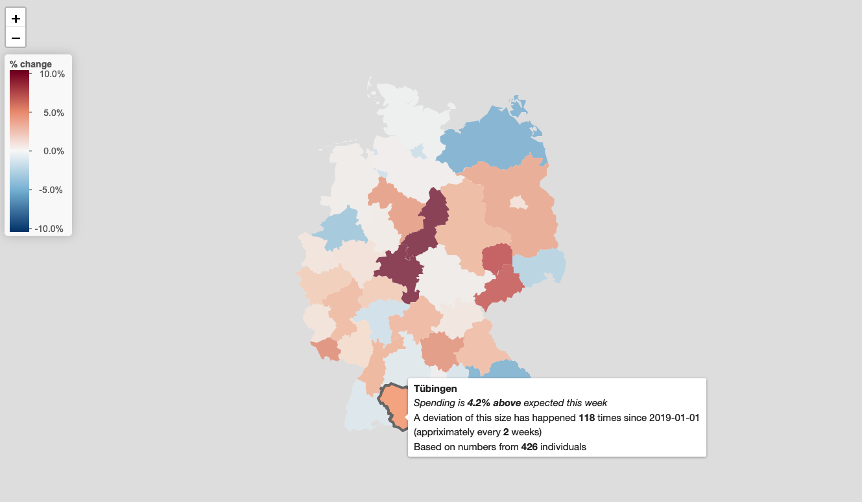 +
−
% change
10.0%
5.0%
0.0%
-5.0%
-10.0%
Tübingen
Spending is 4.2% above expected this week
A deviation of this size has happened 118 times since 2019-01-01
(apprixi­mately every 2 weeks)
Based on numbers from 426 individuals